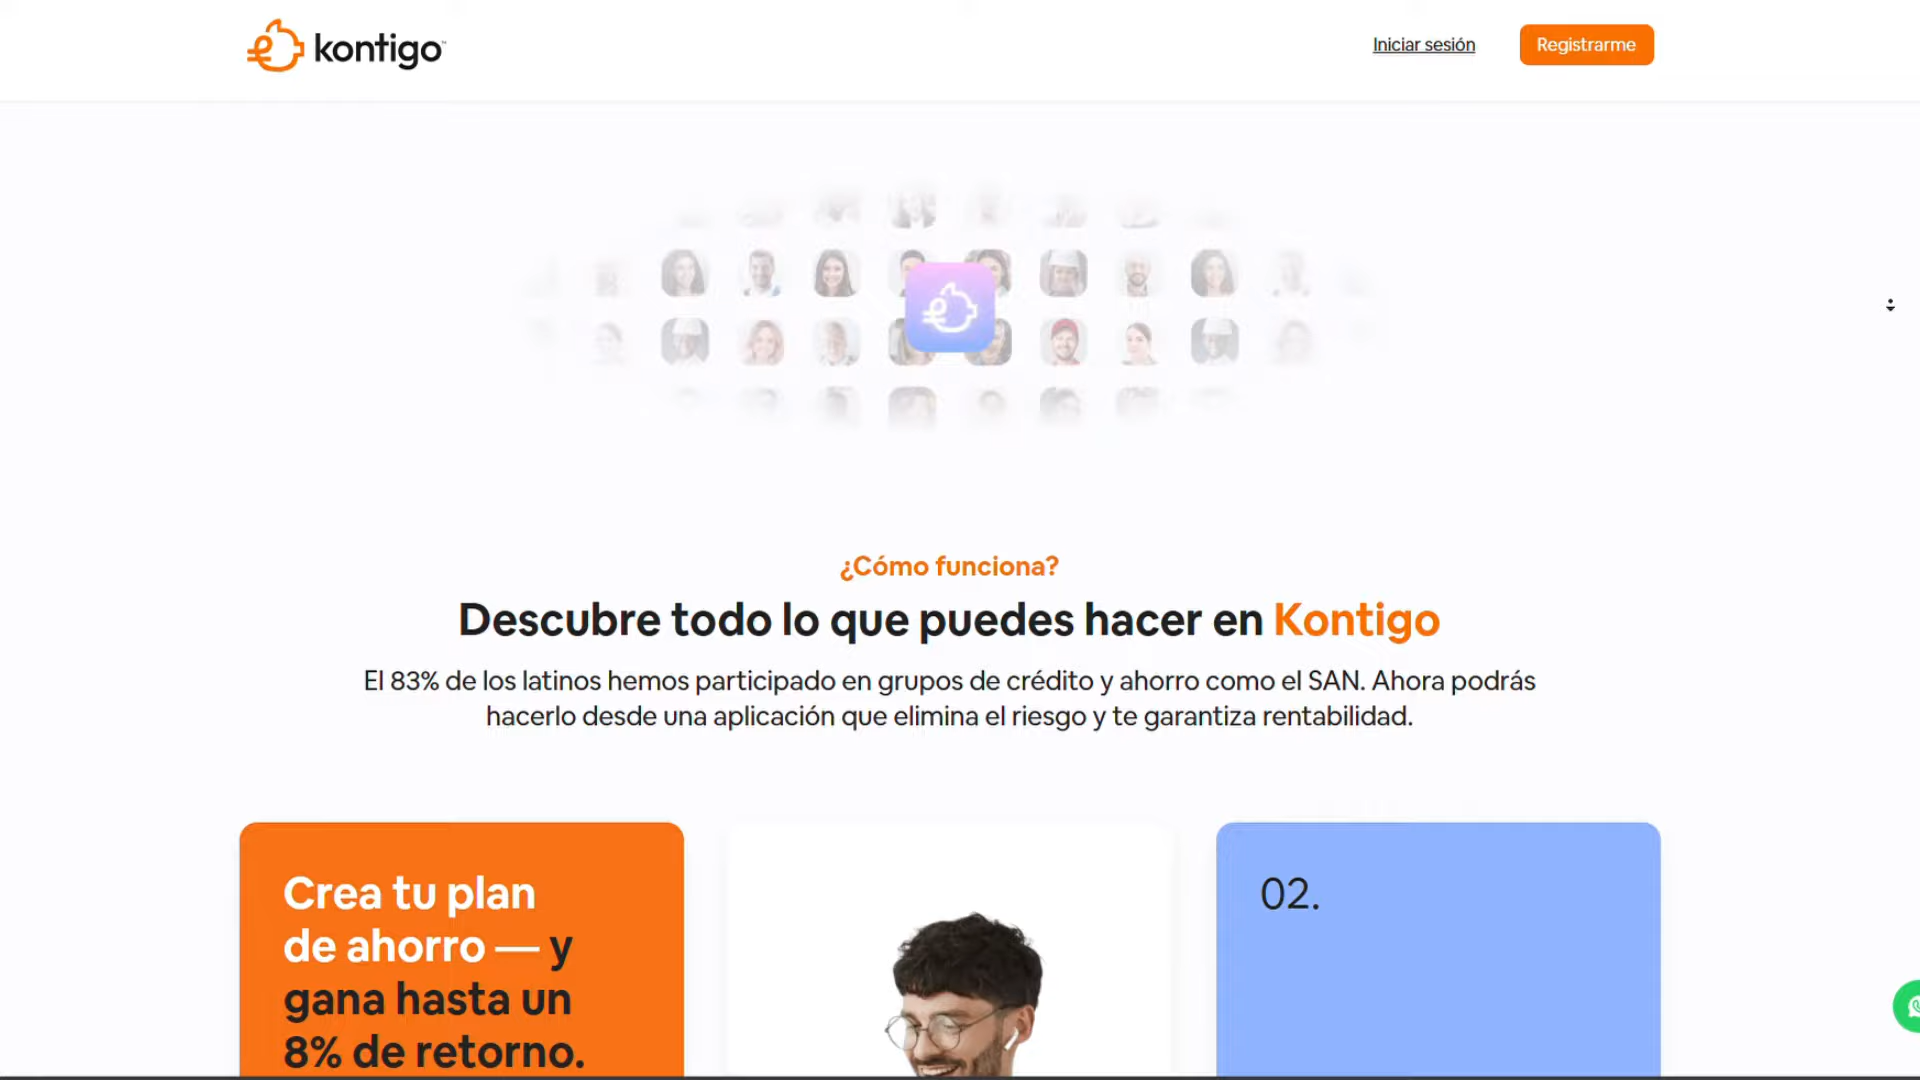 kontigo
Iniciar sesión
Registrarme
¿Cómo funciona?
Descubre todo lo que puedes hacer en Kontigo
El 83% de los latinos hemos participado en grupos de crédito y ahorro como el SAN. Ahora podrás
hacerlo desde una aplicación que elimina el riesgo y te garantiza rentabilidad.
Crea tu plan
de ahorro — y
gana hasta un
8% de retorno.
02.